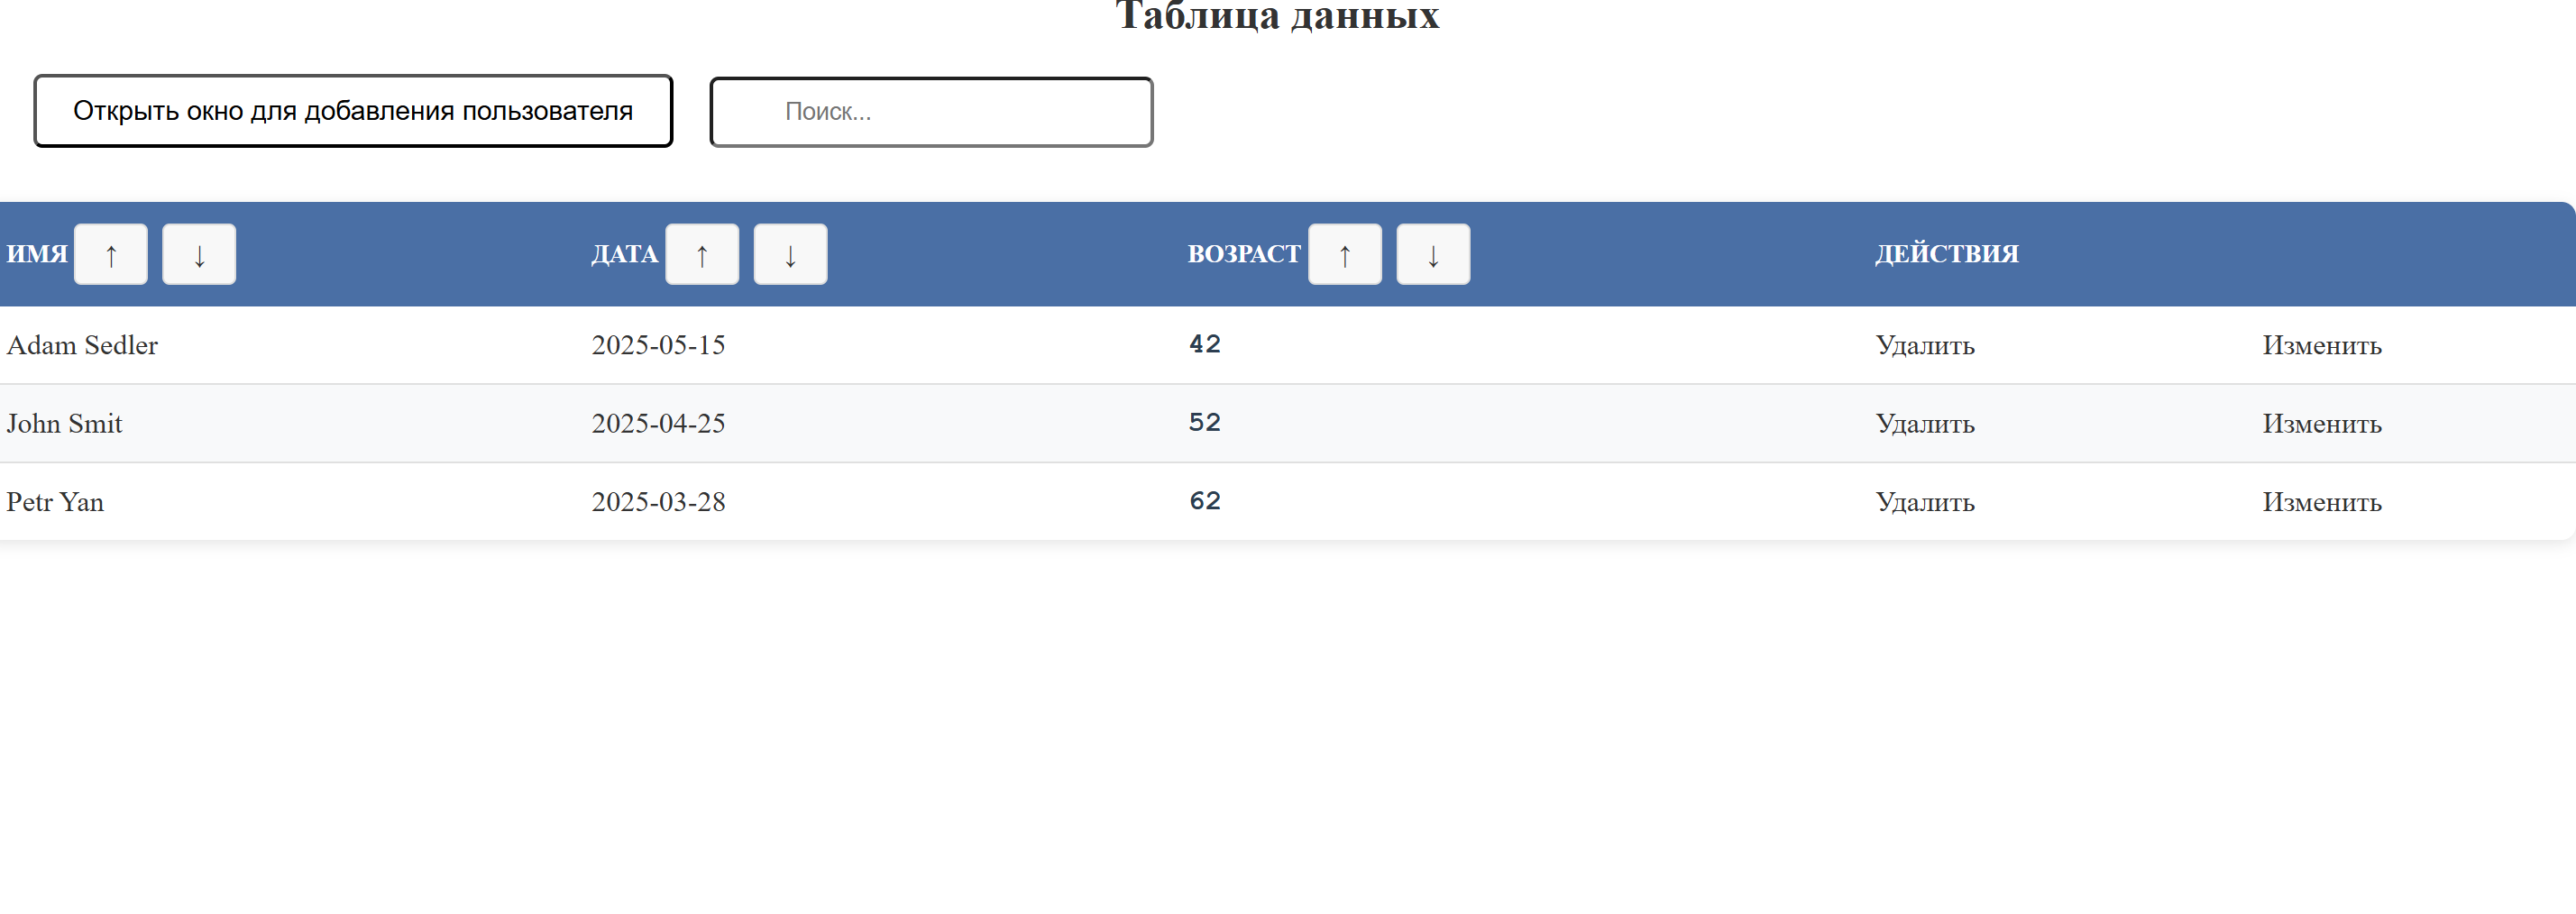 Таблица данных
Открыть окно для добавления пользователя Поиск...
ИМЯ ↑ ↓ ДАТА ↑ ↓ ВОЗРАСТ ↑ ↓ ДЕЙСТВИЯ
Adam Sedler 2025-05-15 42 Удалить Изменить
John Smit 2025-04-25 52 Удалить Изменить
Petr Yan 2025-03-28 62 Удалить Изменить